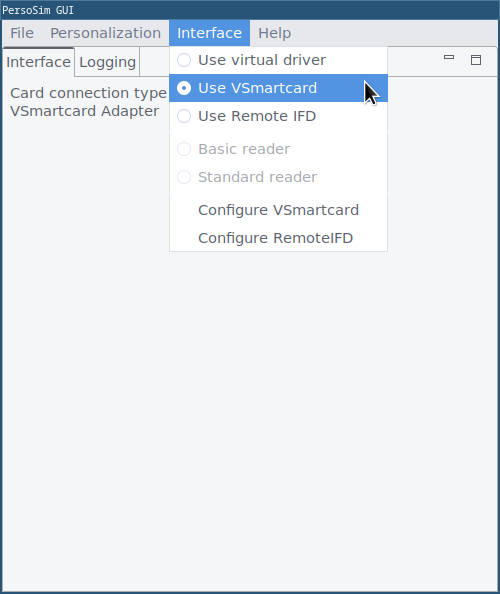 PersoSim GUI
File Personalization Interface Help
Interface Logging
Card connection type
VSmartcard Adapter
Use virtual driver
Use VSmartcard
Use Remote IFD
Basic reader
Standard reader
Configure VSmartcard
Configure RemoteIFD